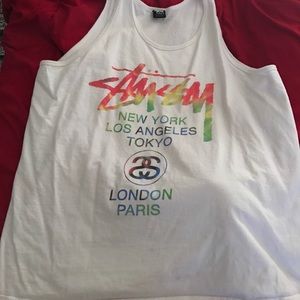 Stüssy
NEW YORK
LOS ANGELES
TOKYO
LONDON
PARIS